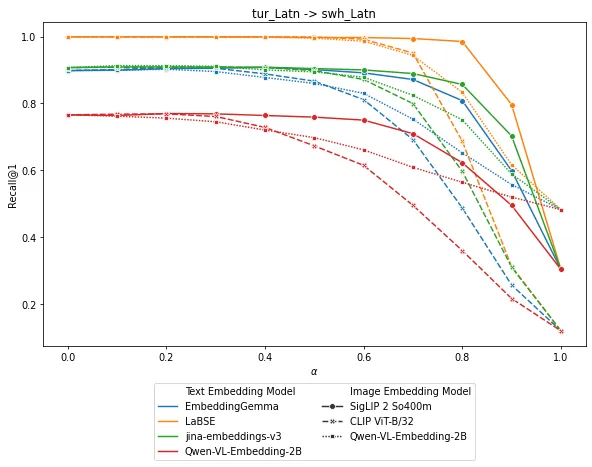 tur_Latn -> swh_Latn
Recall@1
1.0
0.8
0.6
0.4
0.2
0.0 0.2 0.4 0.6 0.8 1.0
α
Text Embedding Model Image Embedding Model
EmbeddingGemma SigLIP 2 So400m
LaBSE CLIP ViT-B/32
jina-embeddings-v3 Qwen-VL-Embedding-2B
Qwen-VL-Embedding-2B